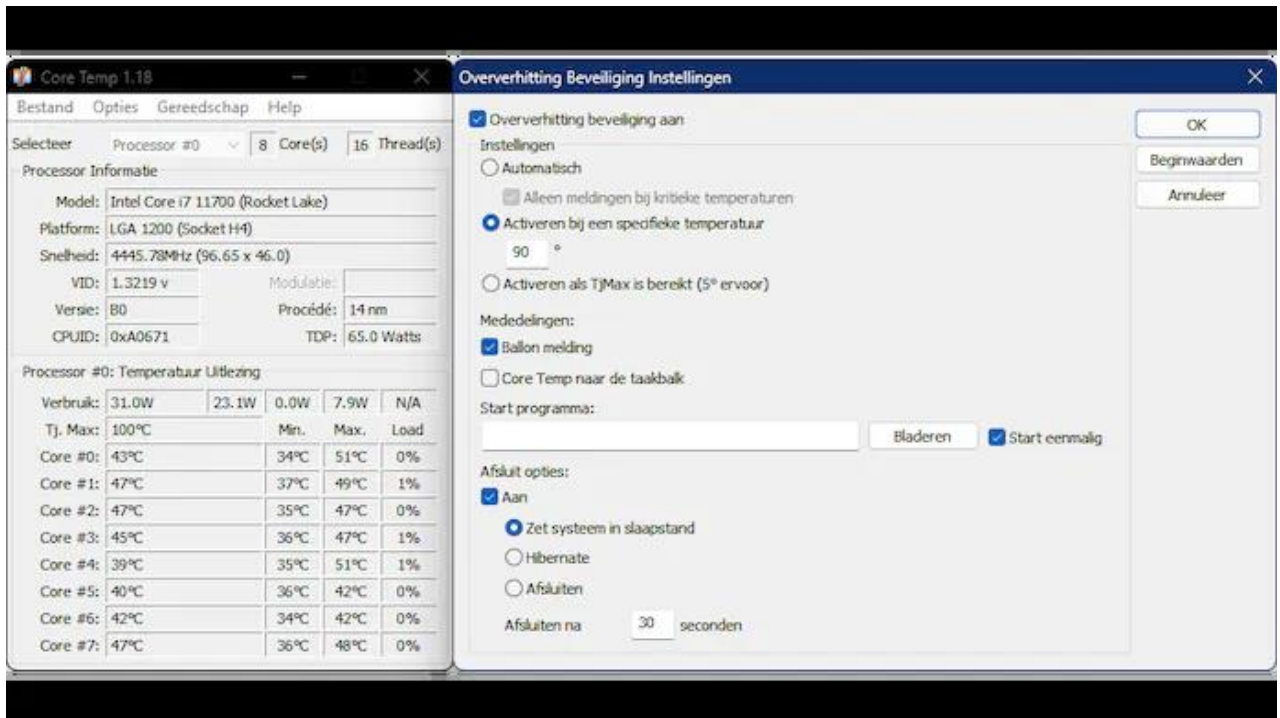 Core Temp 1.18
Bestand Opties Gereedschap Help
Selecteer Processor #0 8 Core(s) 16 Thread(s)
Processor Informatie
Model: Intel Core i7 11700 (Rocket Lake)
Platform: LGA 1200 (Socket H4)
Snelheid: 4445.78MHz (96.65 x 46.0)
VID: 1.3219 v Modulatie:
Versie: B0 Procédé: 14 nm
CPUID: 0xA0671 TDP: 65.0 Watts
Processor #0: Temperatuur Uitlezing
Verbruik: 31.0W 23.1W 0.0W 7.9W N/A
Tj. Max: 100°C Min. Max. Load
Core #0: 43°C 34°C 51°C 0%
Core #1: 47°C 37°C 49°C 1%
Core #2: 47°C 35°C 47°C 0%
Core #3: 45°C 36°C 47°C 1%
Core #4: 39°C 35°C 51°C 1%
Core #5: 40°C 36°C 42°C 0%
Core #6: 42°C 34°C 42°C 0%
Core #7: 47°C 36°C 48°C 0%
Oververhitting Beveiliging Instellingen
Oververhitting beveiliging aan
Instellingen
Automatisch
Alleen meldingen bij kritieke temperaturen
Activeren bij een specifieke temperatuur
90 °
Activeren als TjMax is bereikt (5° ervoor)
Mededelingen:
Ballon melding
Core Temp naar de taakbalk
Start programma:
Bladeren Start eenmalig
Afsluit opties:
Aan
Zet systeem in slaapstand
Hibernate
Afsluiten
Afsluiten na 30 seconden
OK
Beginwaarden
Annuleer